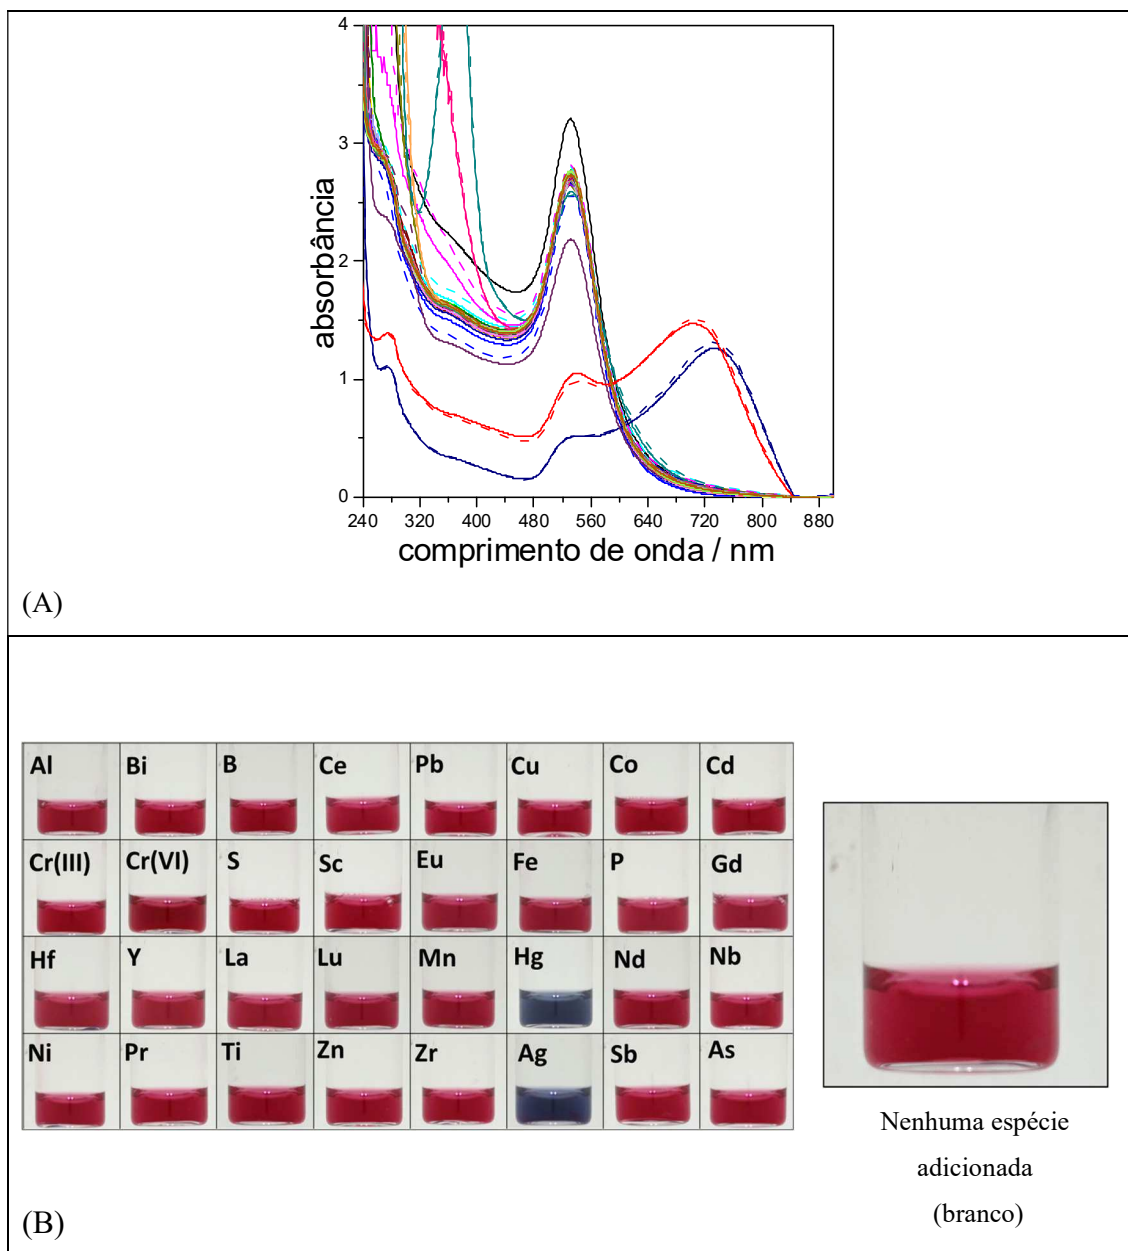 4
3
2
1
0
absorbância
240 320 400 480 560 640 720 800 880
comprimento de onda / nm
(A)
Al Bi B Ce Pb Cu Co Cd
Cr(III) Cr(VI) S Sc Eu Fe P Gd
Hf Y La Lu Mn Hg Nd Nb
Ni Pr Ti Zn Zr Ag Sb As
Nenhuma espécie
adicionada
(branco)
(B)